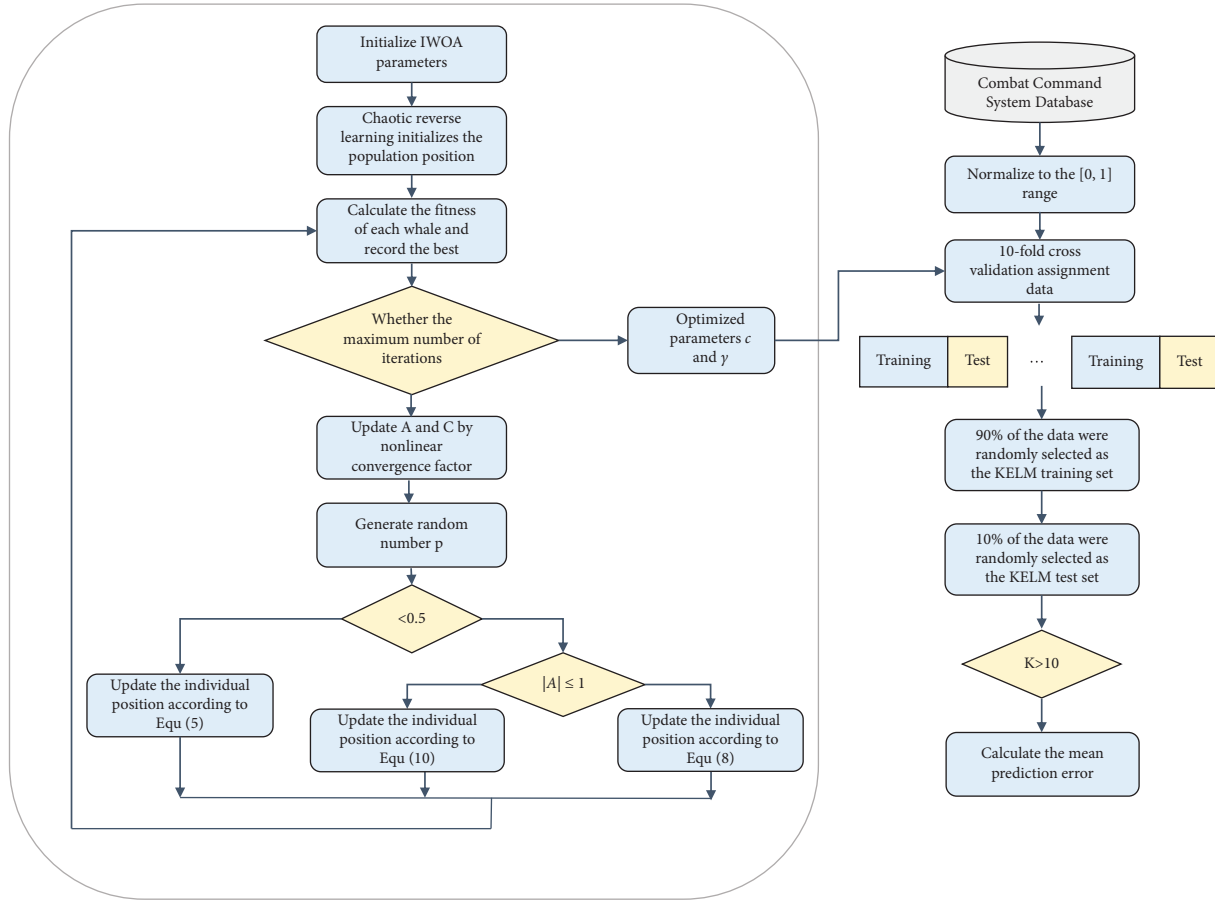 Initialize IWOA
parameters
Chaotic reverse
learning initializes the
population position
Calculate the fitness
of each whale and
record the best
Whether the
maximum number of
iterations
Optimized
parameters c
and γ
Update A and C by
nonlinear
convergence factor
Generate random
number p
<0.5
|A| ≤ 1
Update the individual
position according to
Equ (5)
Update the individual
position according to
Equ (10)
Update the individual
position according to
Equ (8)
Combat Command
System Database
Normalize to the [0, 1]
range
10-fold cross
validation assignment
data
Training Test ... Training Test
90% of the data were
randomly selected as
the KELM training set
10% of the data were
randomly selected as
the KELM test set
K>10
Calculate the mean
prediction error